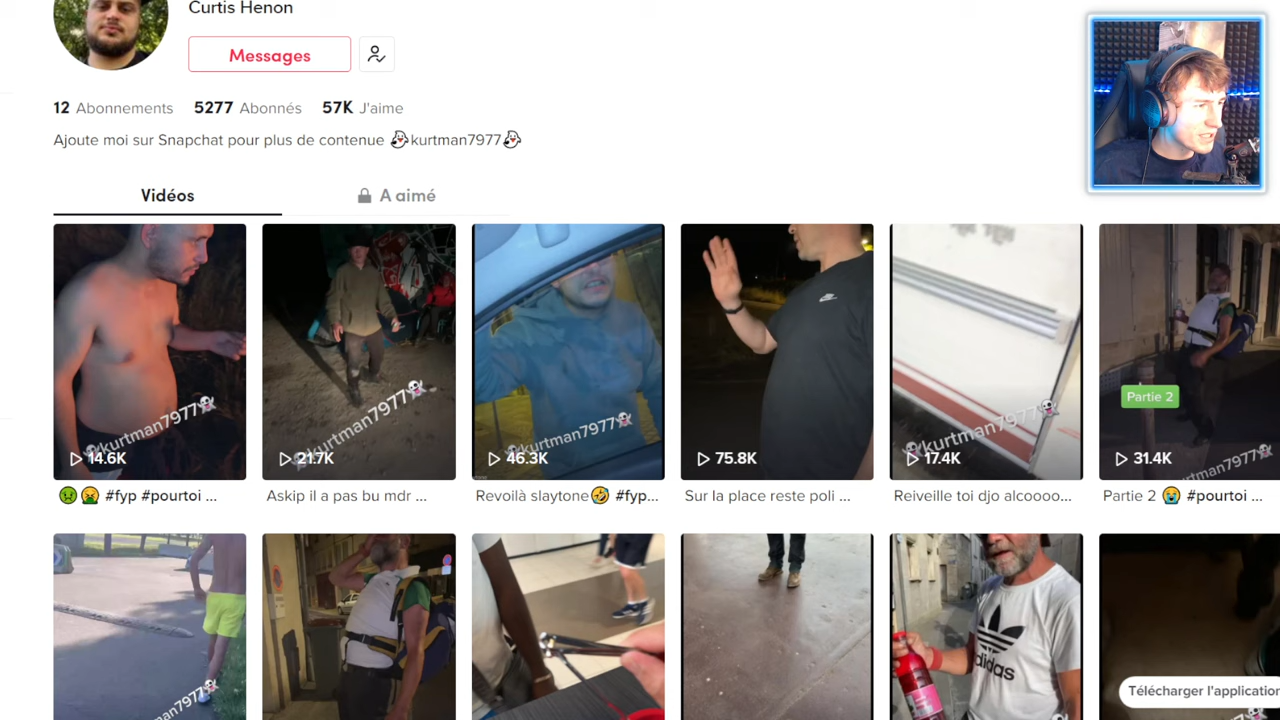 Curtis Henon
Messages
12 Abonnements 5277 Abonnés 57K J'aime
Ajoute moi sur Snapchat pour plus de contenue 👻kurtman7977👻
Vidéos
A aimé
👻kurtman7977👻
14.6K
kurtman7977👻
21.7K
👻kurtman7977👻
46.3K
75.8K
👻kurtman7977👻
17.4K
Partie 2
kurtman7977👻
31.4K
🤢🤮 #fyp #pourtoi ...
Askip il a pas bu mdr ...
Revoilà slaytone🤣 #fyp...
Sur la place reste poli ...
Reiveille toi djo alcoooo...
Partie 2 😭 #pourtoi ...
adidas
Télécharger l'application